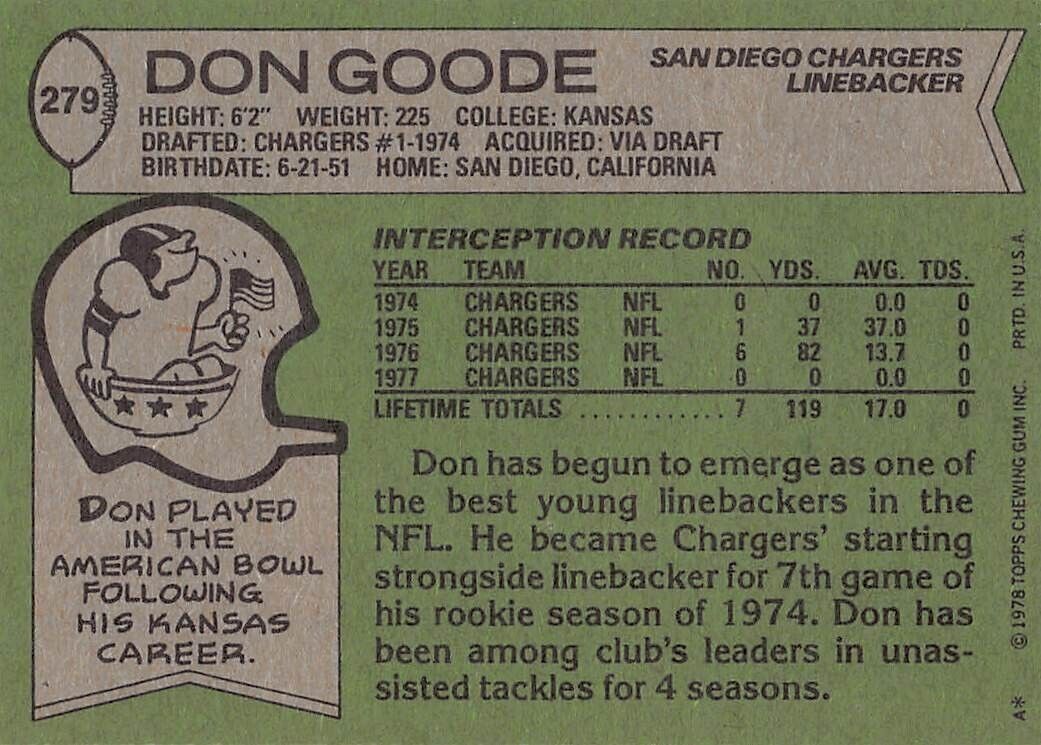 279
DON GOODE
SAN DIEGO CHARGERS
LINEBACKER
HEIGHT: 6'2" WEIGHT: 225 COLLEGE: KANSAS
DRAFTED: CHARGERS #1-1974 ACQUIRED: VIA DRAFT
BIRTHDATE: 6-21-51 HOME: SAN DIEGO, CALIFORNIA
INTERCEPTION RECORD
YEAR TEAM NO. YDS. AVG. TDS.
1974 CHARGERS NFL 0 0 0.0 0
1975 CHARGERS NFL 1 37 37.0 0
1976 CHARGERS NFL 6 82 13.7 0
1977 CHARGERS NFL 0 0 0.0 0
LIFETIME TOTALS ............ 7 119 17.0 0
Don has begun to emerge as one of
the best young linebackers in the
NFL. He became Chargers' starting
strongside linebacker for 7th game of
his rookie season of 1974. Don has
been among club's leaders in unas-
sisted tackles for 4 seasons.
DON PLAYED
IN THE
AMERICAN BOWL
FOLLOWING
HIS KANSAS
CAREER.
A* © 1978 TOPPS CHEWING GUM INC. PRTD. IN U.S.A.